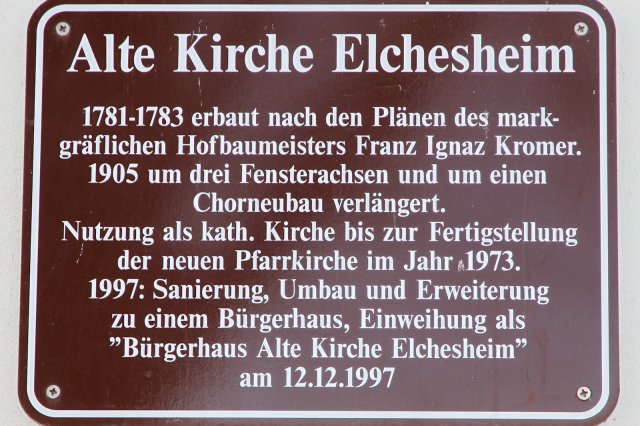 Alte Kirche Elchesheim
1781-1783 erbaut nach den Plänen des mark-
gräflichen Hofbaumeisters Franz Ignaz Kromer.
1905 um drei Fensterachsen und um einen
Chorneubau verlängert.
Nutzung als kath. Kirche bis zur Fertigstellung
der neuen Pfarrkirche im Jahr 1973.
1997: Sanierung, Umbau und Erweiterung
zu einem Bürgerhaus, Einweihung als
”Bürgerhaus Alte Kirche Elchesheim”
am 12.12.1997